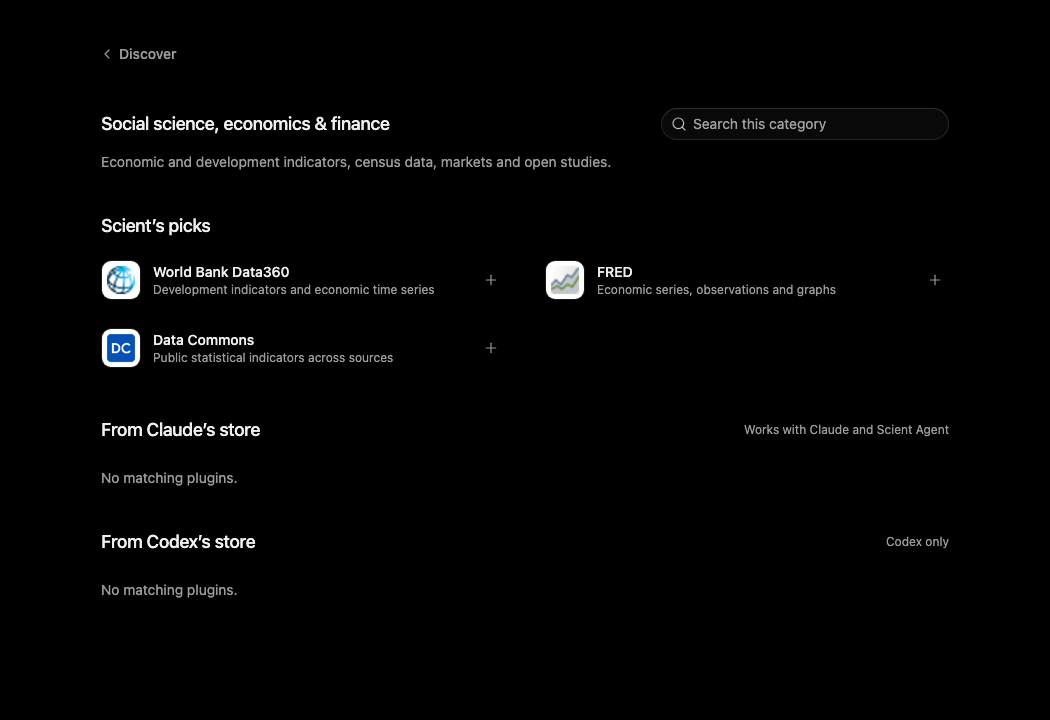 Discover
Social science, economics & finance
Search this category
Economic and development indicators, census data, markets and open studies.
Scient’s picks
World Bank Data360
Development indicators and economic time series
FRED
Economic series, observations and graphs
DC
Data Commons
Public statistical indicators across sources
From Claude’s store
Works with Claude and Scient Agent
No matching plugins.
From Codex’s store
Codex only
No matching plugins.